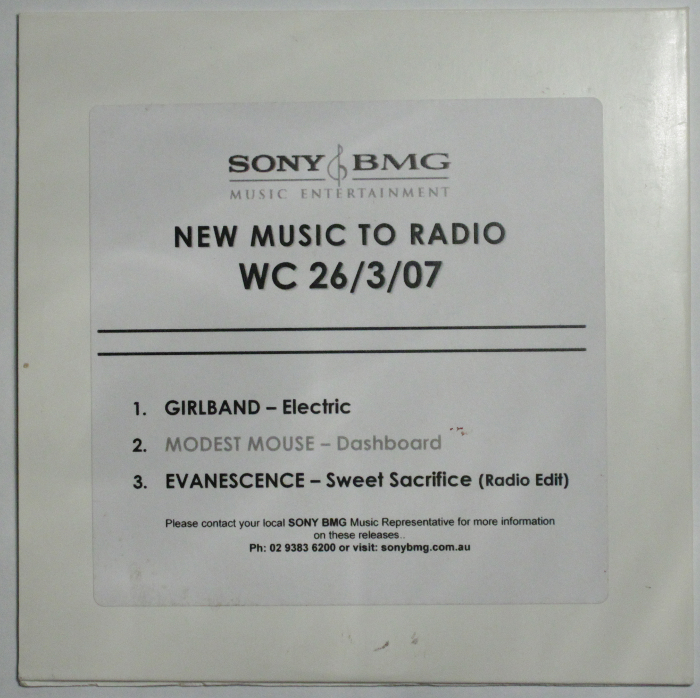 SONY BMG
MUSIC ENTERTAINMENT
NEW MUSIC TO RADIO
WC 26/3/07
1. GIRLBAND – Electric
2. MODEST MOUSE – Dashboard
3. EVANESCENCE – Sweet Sacrifice (Radio Edit)
Please contact your local SONY BMG Music Representative for more information
on these releases..
Ph: 02 9383 6200 or visit: sonybmg.com.au